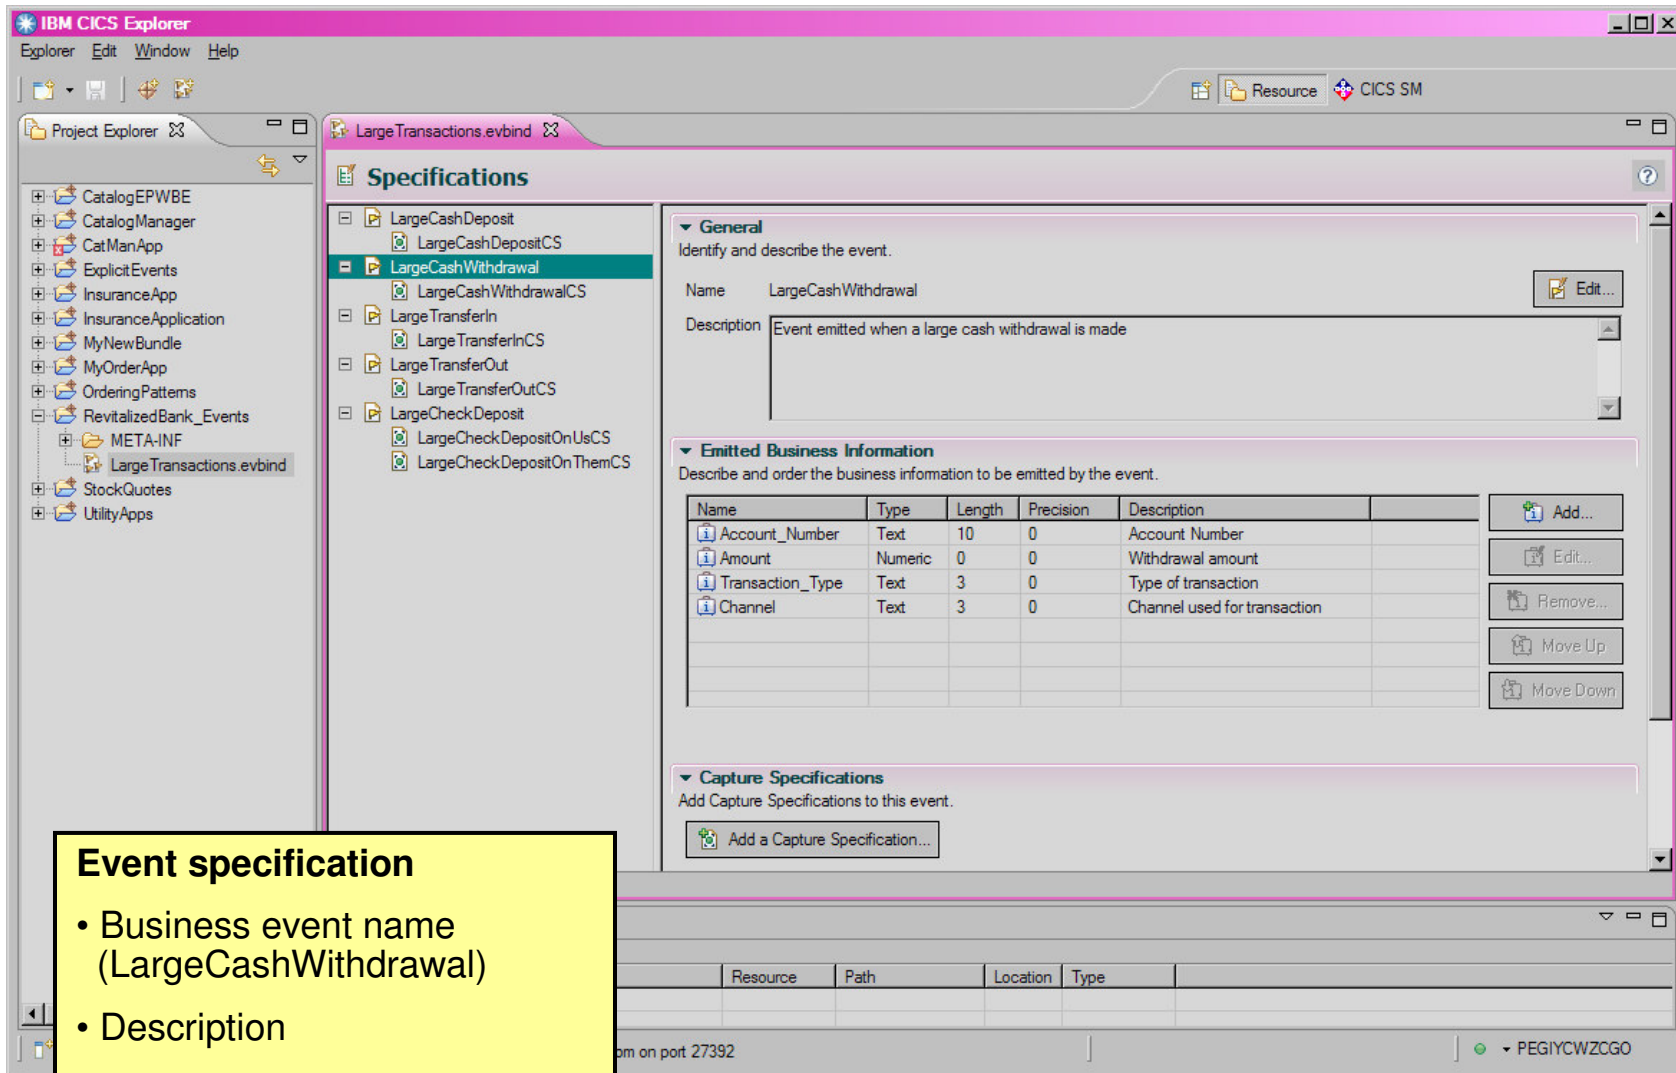 IBM CICS Explorer
Explorer Edit Window Help
Resource CICS SM
Project Explorer
CatalogEPWBE
CatalogManager
CatManApp
ExplicitEvents
InsuranceApp
InsuranceApplication
MyNewBundle
MyOrderApp
OrderingPatterns
RevitalizedBank_Events
META-INF
LargeTransactions.evbind
StockQuotes
UtilityApps
LargeTransactions.evbind
Specifications
LargeCashDeposit
LargeCashDepositCS
LargeCashWithdrawal
LargeCashWithdrawalCS
LargeTransferIn
LargeTransferInCS
LargeTransferOut
LargeTransferOutCS
LargeCheckDeposit
LargeCheckDepositOnUsCS
LargeCheckDepositOnThemCS
General
Identify and describe the event.
Name LargeCashWithdrawal
Edit...
Description Event emitted when a large cash withdrawal is made
Emitted Business Information
Describe and order the business information to be emitted by the event.
Name Type Length Precision Description
Account_Number Text 10 0 Account Number
Amount Numeric 0 0 Withdrawal amount
Transaction_Type Text 3 0 Type of transaction
Channel Text 3 0 Channel used for transaction
Add...
Edit...
Remove...
Move Up
Move Down
Capture Specifications
Add Capture Specifications to this event.
Add a Capture Specification...
Event specification
• Business event name
(LargeCashWithdrawal)
• Description
Resource Path Location Type
om on port 27392
PEGIYCWZCGO